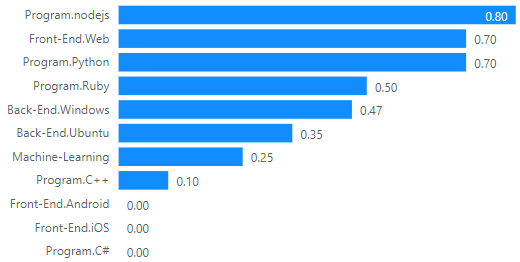 Program.nodejs 0.80
Front-End.Web 0.70
Program.Python 0.70
Program.Ruby 0.50
Back-End.Windows 0.47
Back-End.Ubuntu 0.35
Machine-Learning 0.25
Program.C++ 0.10
Front-End.Android 0.00
Front-End.iOS 0.00
Program.C# 0.00